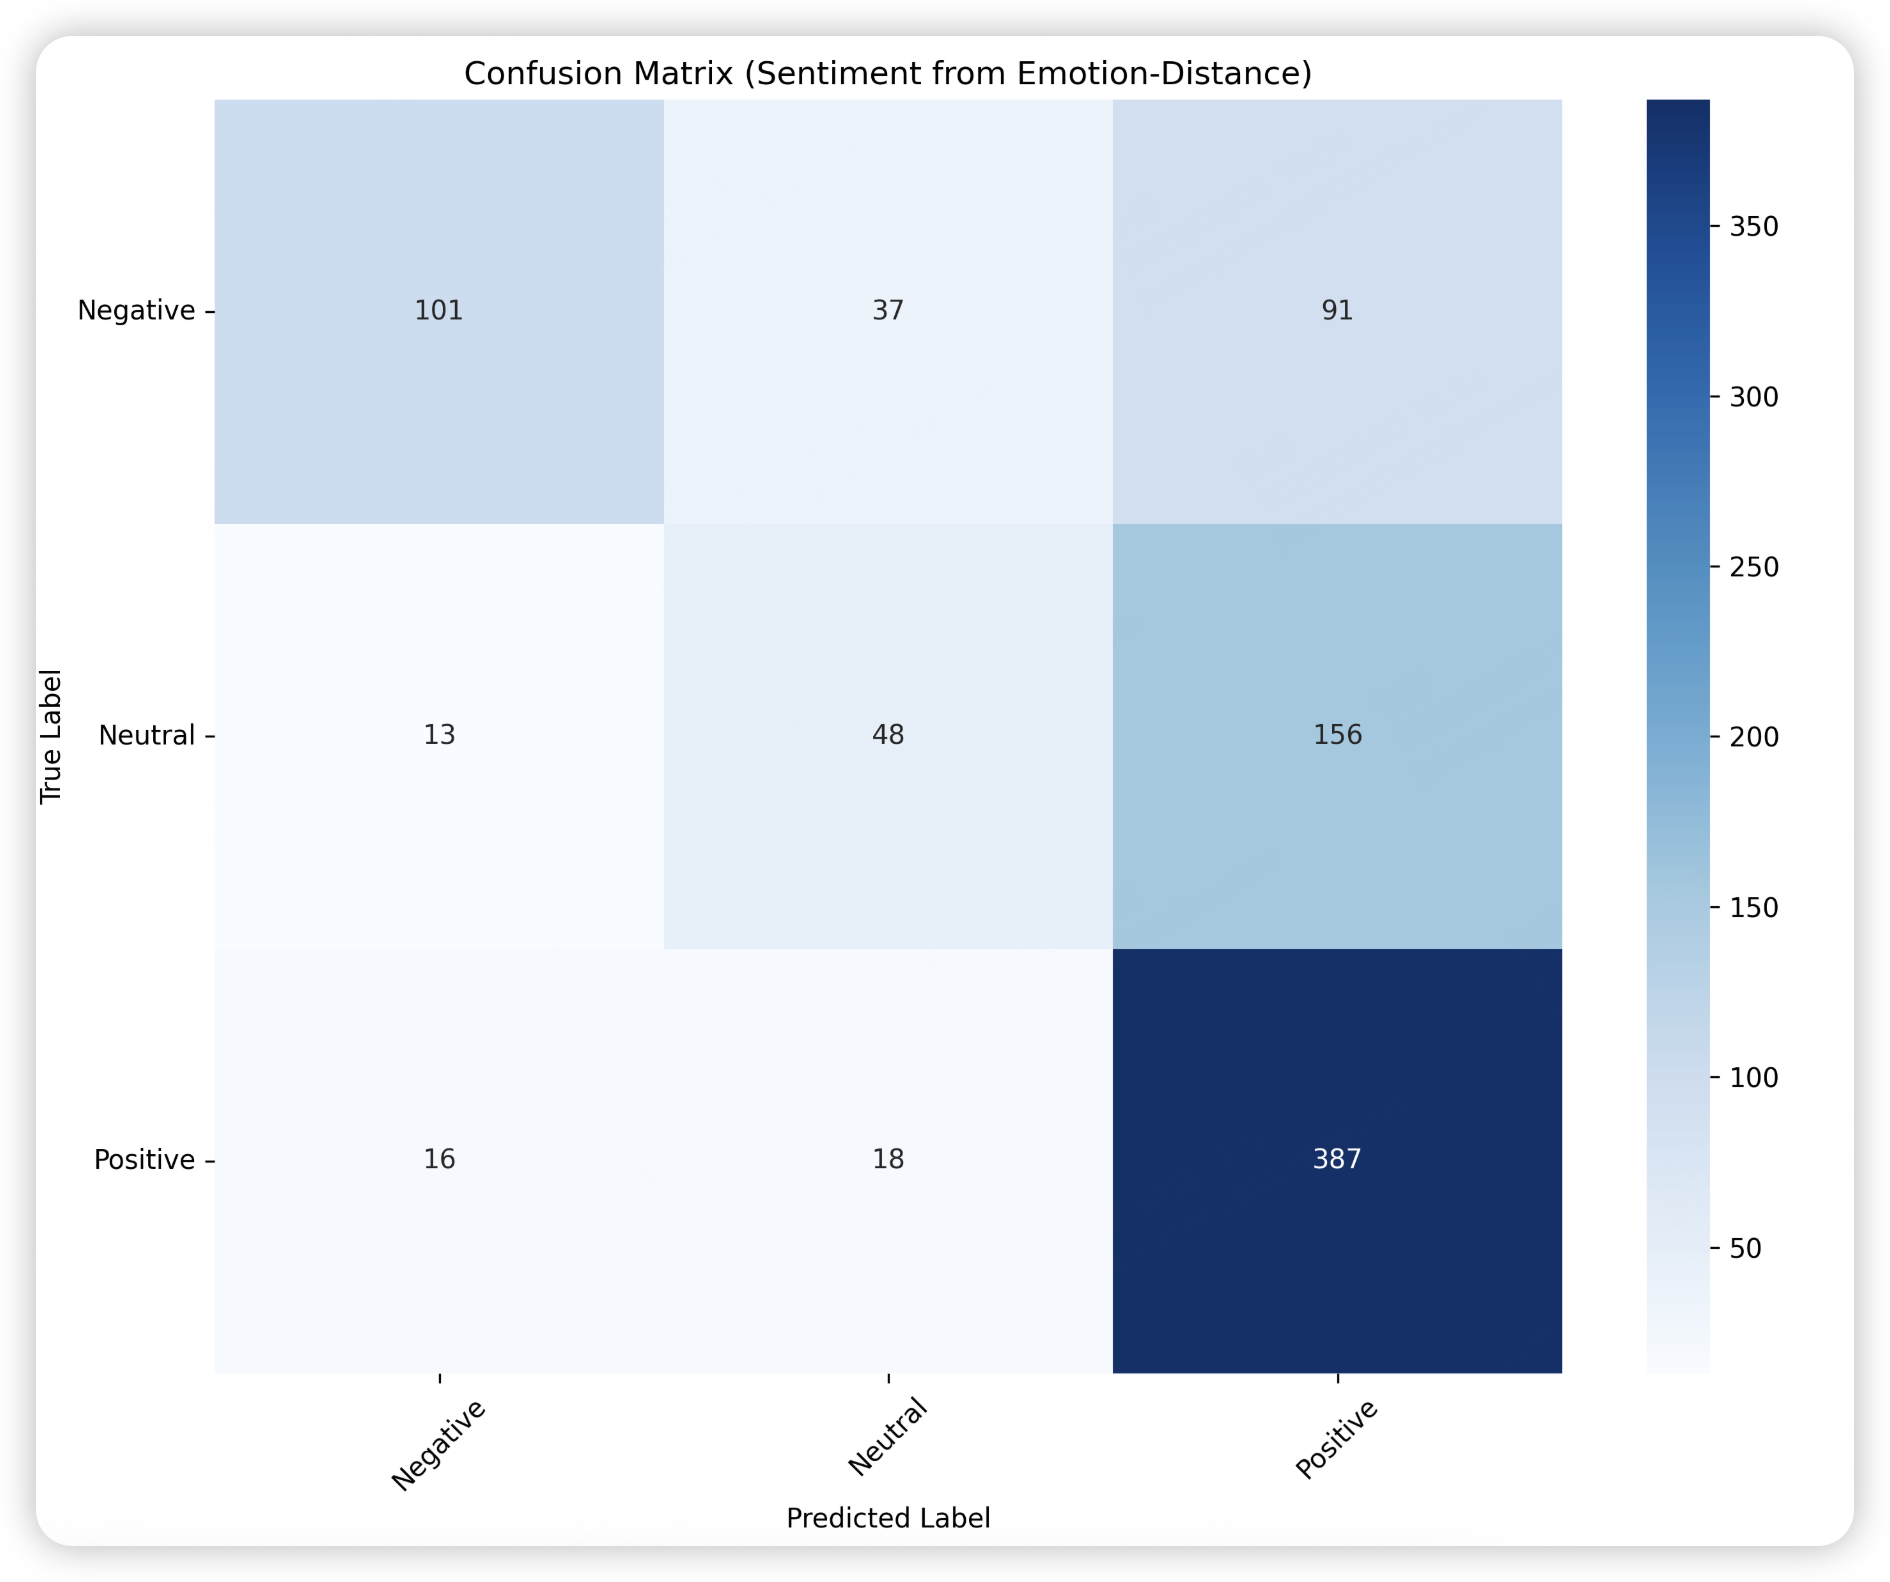 Confusion Matrix (Sentiment from Emotion-Distance)
True Label
Negative
101 37 91
Neutral
13 48 156
Positive
16 18 387
Negative Neutral Positive
Predicted Label
350
300
250
200
150
100
50